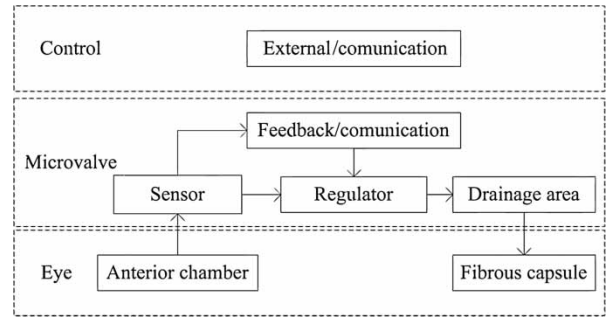 Control
External/comunication
Feedback/comunication
Microvalve
Sensor
Regulator
Drainage area
Eye
Anterior chamber
Fibrous capsule